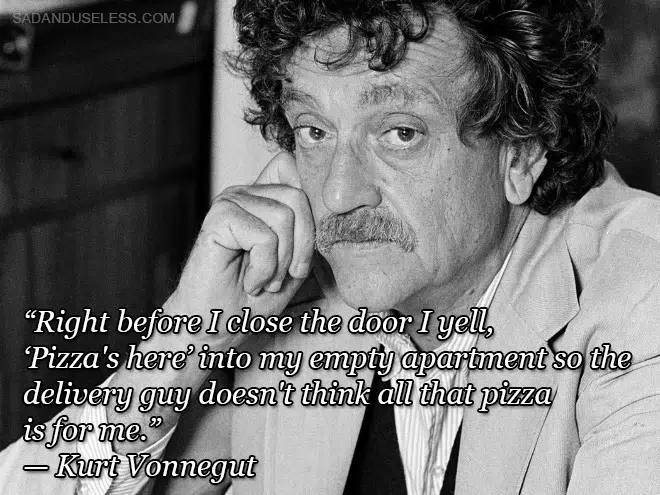 SADANDUSELESS.COM
“Right before I close the door I yell,
‘Pizza's here’ into my empty apartment so the
delivery guy doesn't think all that pizza
is for me.”
— Kurt Vonnegut